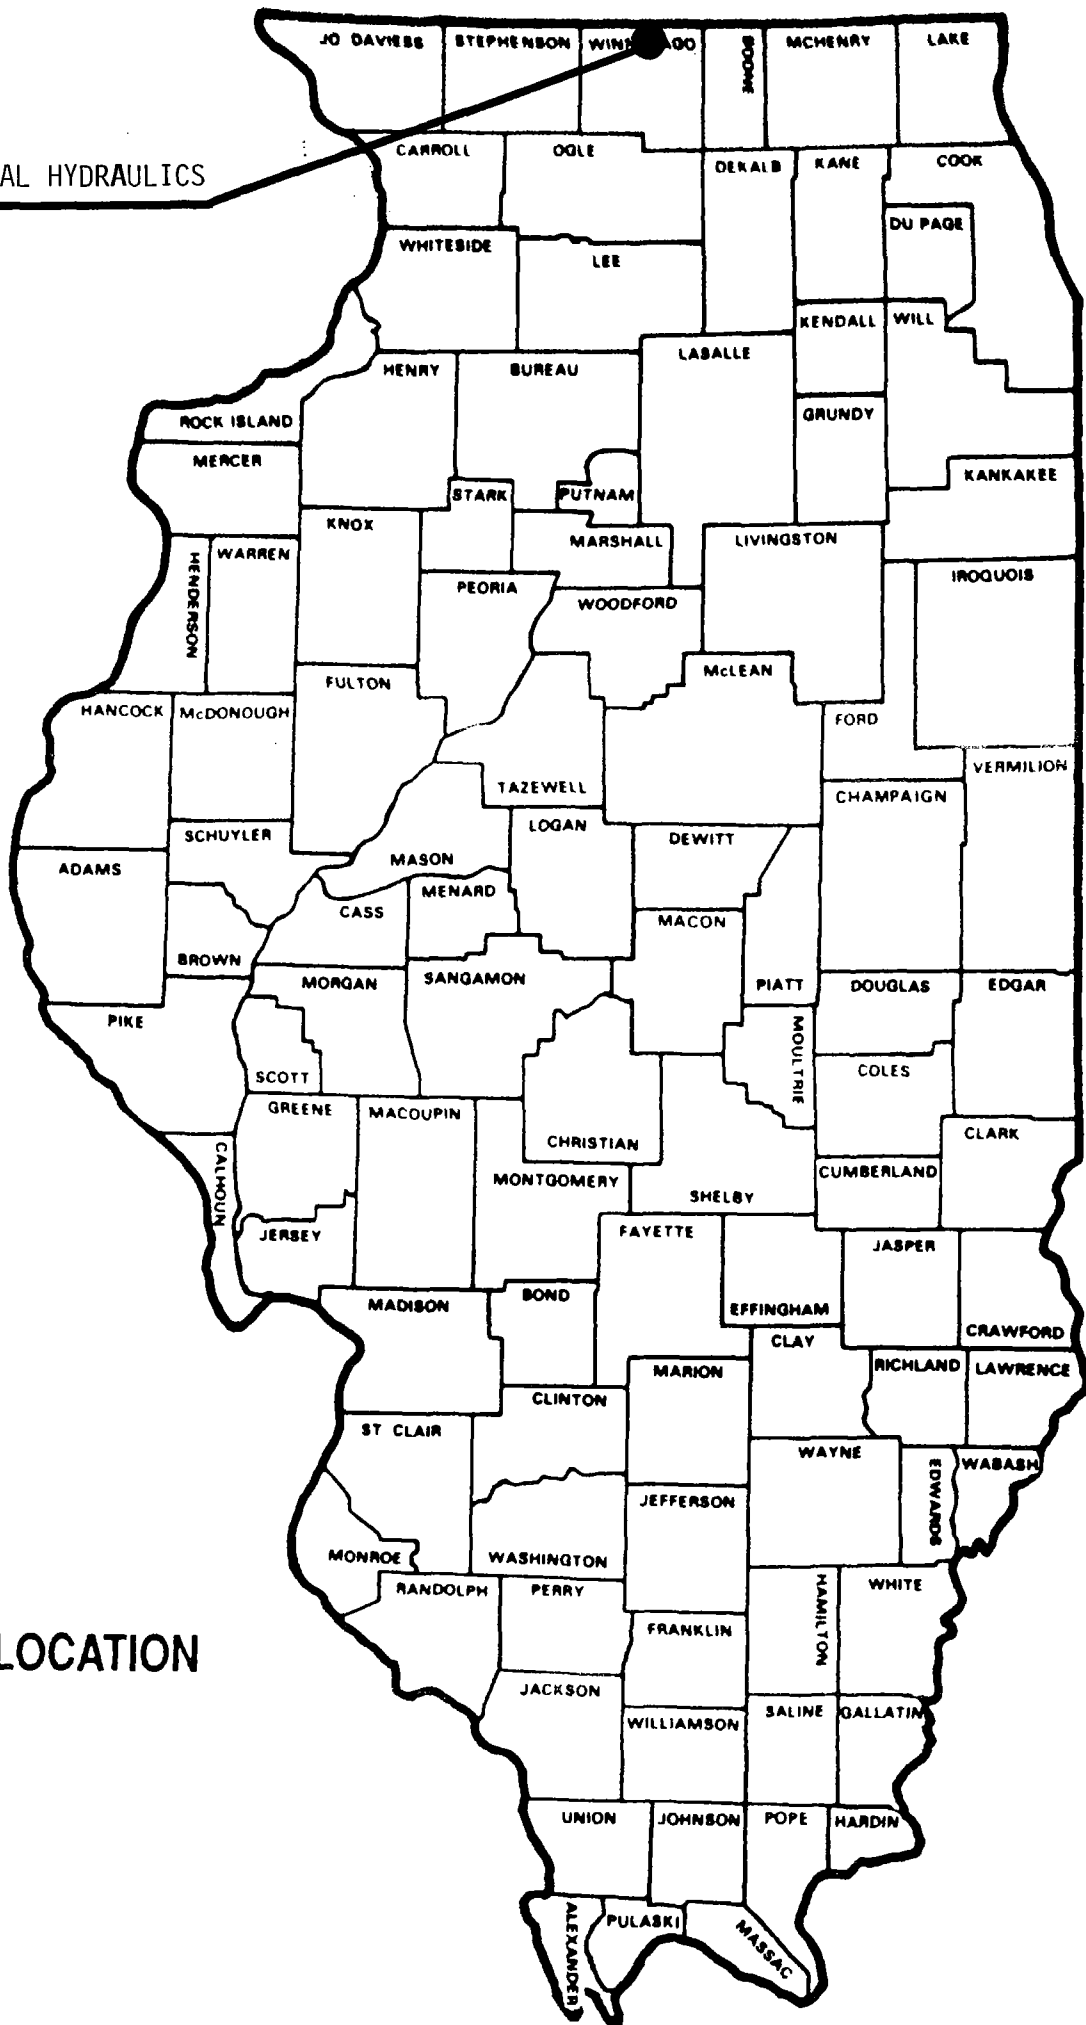 JO DAVIESS
STEPHENSON
BOONE
MCHENRY
LAKE
CARROLL
OGLE
DEKALB
KANE
COOK
AL HYDRAULICS
DU PAGE
WHITESIDE
LEE
KENDALL
WILL
LASALLE
HENRY
BUREAU
GRUNDY
ROCK ISLAND
MERCER
KANKAKEE
STARK
PUTNAM
KNOX
MARSHALL
LIVINGSTON
WARREN
HENDERSON
IROQUOIS
PEORIA
WOODFORD
McLEAN
FULTON
HANCOCK
McDONOUGH
FORD
VERMILION
TAZEWELL
CHAMPAIGN
LOGAN
SCHUYLER
DEWITT
MASON
ADAMS
MENARD
CASS
MACON
BROWN
MORGAN
SANGAMON
PIATT
DOUGLAS
EDGAR
PIKE
MOULTRIE
SCOTT
COLES
GREENE
MACOUPIN
CHRISTIAN
CLARK
CALHOUN
MONTGOMERY
CUMBERLAND
SHELBY
JERSEY
FAYETTE
JASPER
MADISON
BOND
EFFINGHAM
CRAWFORD
CLAY
MARION
RICHLAND
LAWRENCE
CLINTON
ST CLAIR
WAYNE
WABASH
EDWARDS
JEFFERSON
MONROE
WASHINGTON
RANDOLPH
PERRY
HAMILTON
WHITE
FRANKLIN
LOCATION
JACKSON
WILLIAMSON
SALINE
GALLATIN
UNION
JOHNSON
POPE
HARDIN
ALEXANDER
PULASKI
MASSAC